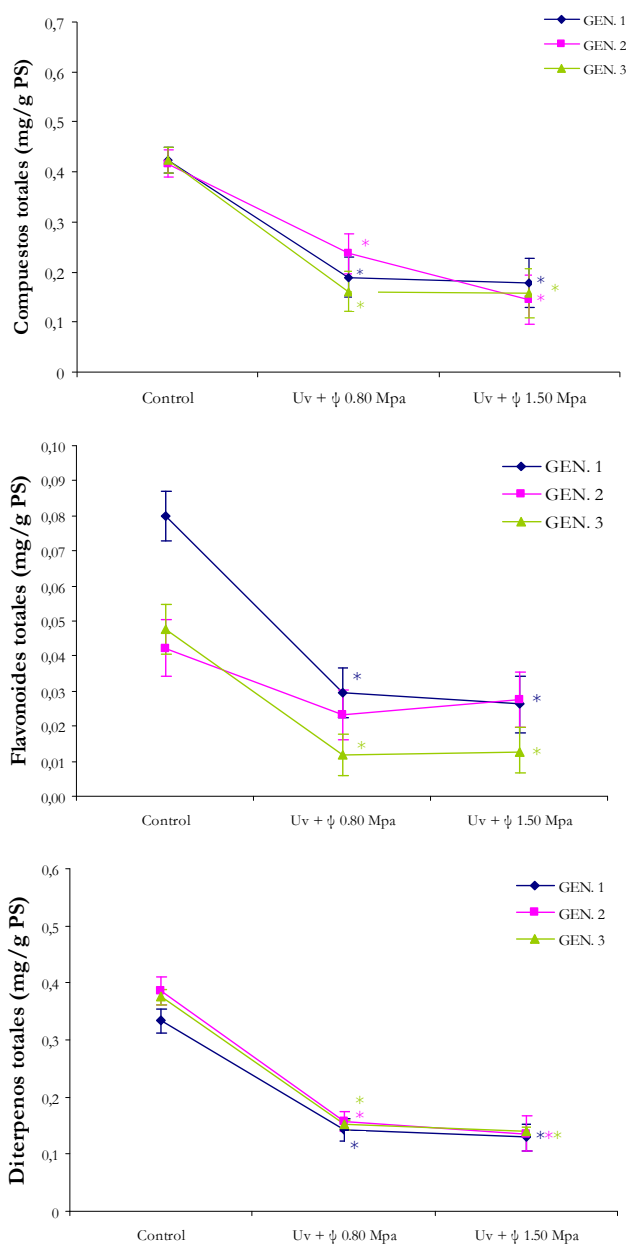 Compuestos totales (mg/g PS)
0,7
0,6
0,5
0,4
0,3
0,2
0,1
0
GEN. 1
GEN. 2
GEN. 3
*
*
*
*
*
*
Control
Uv + ψ 0.80 Mpa
Uv + ψ 1.50 Mpa
Flavonoides totales (mg/g PS)
0,10
0,09
0,08
0,07
0,06
0,05
0,04
0,03
0,02
0,01
0,00
GEN. 1
GEN. 2
GEN. 3
*
*
*
*
Control
Uv + ψ 0.80 Mpa
Uv + ψ 1.50 Mpa
Diterpenos totales (mg/g PS)
0,6
0,5
0,4
0,3
0,2
0,1
0
GEN. 1
GEN. 2
GEN. 3
*
*
*
***
Control
Uv + ψ 0.80 Mpa
Uv + ψ 1.50 Mpa